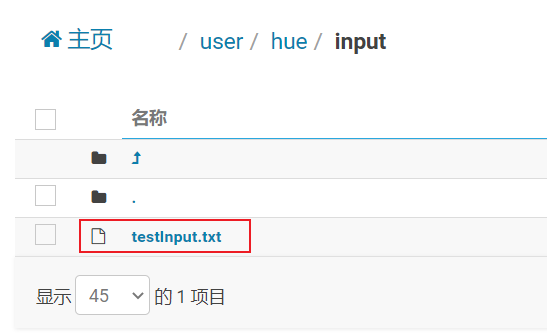 主页 / user / hue / input
名称
.
testInput.txt
显示 45 的 1 项目